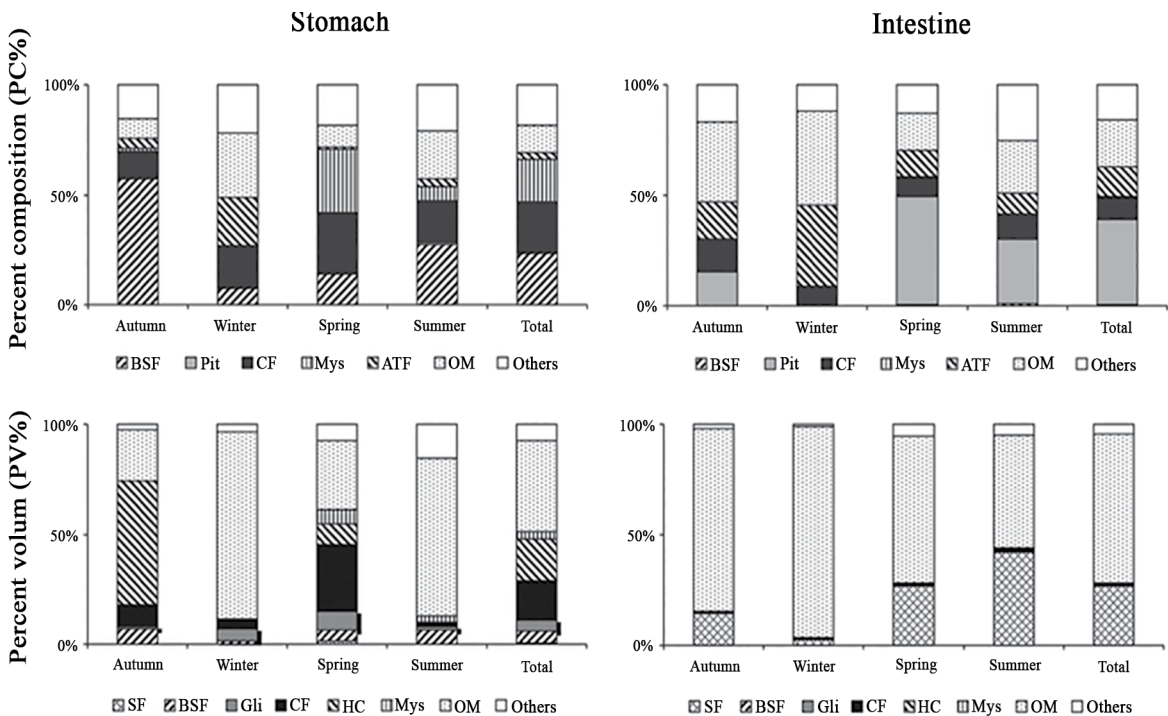 Stomach
Intestine
Percent composition (PC%)
100%
50%
0%
Autumn Winter Spring Summer Total
BSF Pit CF Mys ATF OM Others
100%
50%
0%
Autumn Winter Spring Summer Total
BSF Pit CF Mys ATF OM Others
Percent volum (PV%)
100%
50%
0%
Autumn Winter Spring Summer Total
SF BSF Gli CF HC Mys OM Others
100%
50%
0%
Autumn Winter Spring Summer Total
SF BSF Gli CF HC Mys OM Others